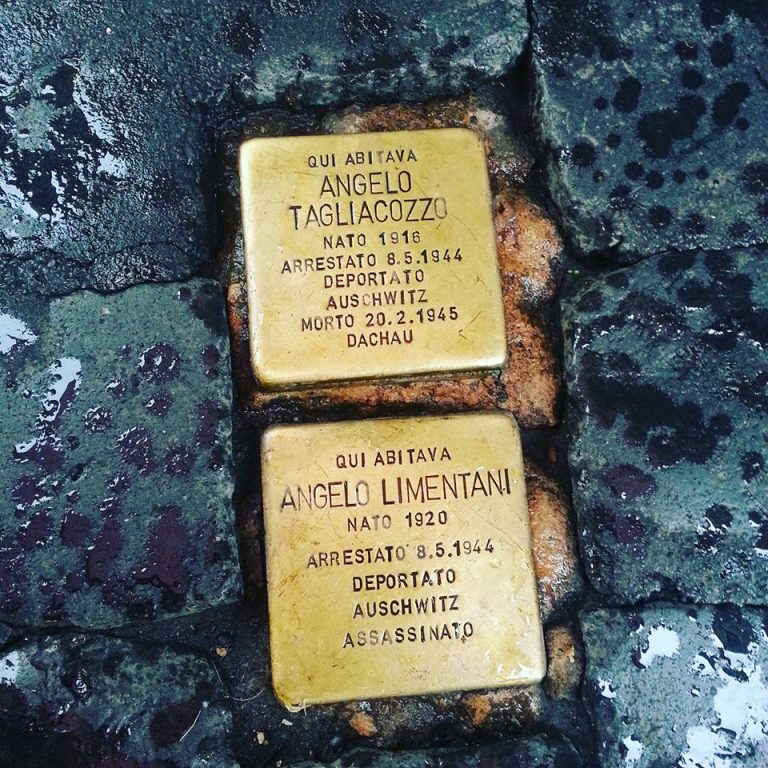 QUI ABITAVA
ANGELO
TAGLIACOZZO
NATO 1916
ARRESTATO 8.5.1944
DEPORTATO
AUSCHWITZ
MORTO 20.2.1945
DACHAU
QUI ABITAVA
ANGELO LIMENTANI
NATO 1920
ARRESTATO 8.5.1944
DEPORTATO
AUSCHWITZ
ASSASSINATO